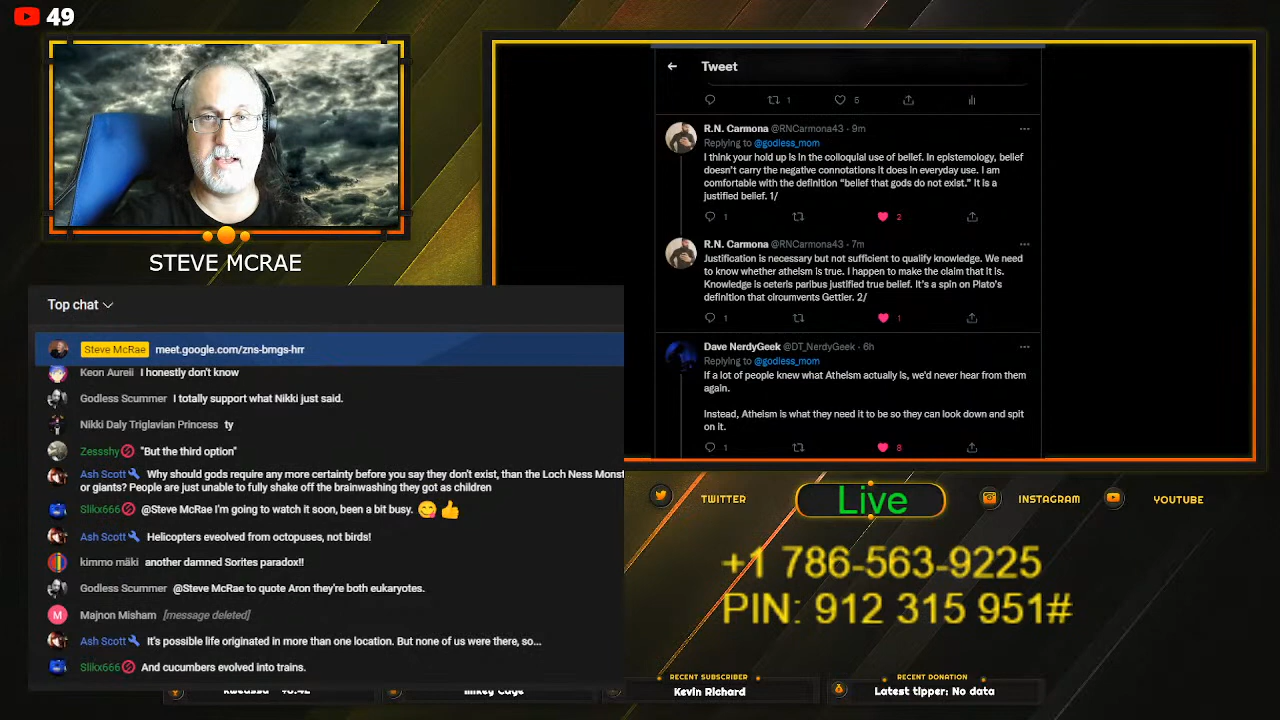 49
STEVE MCRAE
Top chat
Steve McRae meet.google.com/zns-bmgs-hrr
Keon Aureii I honestly don't know
Godless Scummer I totally support what Nikki just said.
Nikki Daly Triglavian Princess ty
Zessshy "But the third option"
Ash Scott Why should gods require any more certainty before you say they don't exist, than the Loch Ness Monst
or giants? People are just unable to fully shake off the brainwashing they got as children
Slikx666 @Steve McRae I'm going to watch it soon, been a bit busy. 😋 👍
Ash Scott Helicopters eveolved from octopuses, not birds!
kimmo mäki another damned Sorites paradox!!
Godless Scummer @Steve McRae to quote Aron they're both eukaryotes.
M Majnon Misham [message deleted]
Ash Scott It's possible life originated in more than one location. But none of us were there, so...
Slikx666 And cucumbers evolved into trains.
Tweet
1 5
R.N. Carmona @RNCarmona43 · 9m
Replying to @godless_mom
I think your hold up is in the colloquial use of belief. In epistemology, belief
doesn't carry the negative connotations it does in everyday use. I am
comfortable with the definition "belief that gods do not exist." It is a
justified belief. 1/
1 2
R.N. Carmona @RNCarmona43 · 7m
Justification is necessary but not sufficient to qualify knowledge. We need
to know whether atheism is true. I happen to make the claim that it is.
Knowledge is ceteris paribus justified true belief. It's a spin on Plato's
definition that circumvents Gettier. 2/
1 1
Dave NerdyGeek @DT_NerdyGeek · 6h
Replying to @godless_mom
If a lot of people knew what Atheism actually is, we'd never hear from them
again.
Instead, Atheism is what they need it to be so they can look down and spit
on it.
1 8
TWITTER Live INSTAGRAM YOUTUBE
+1 786-563-9225
PIN: 912 315 951#
RECENT SUBSCRIBER
Kevin Richard
RECENT DONATION
Latest tipper: No data